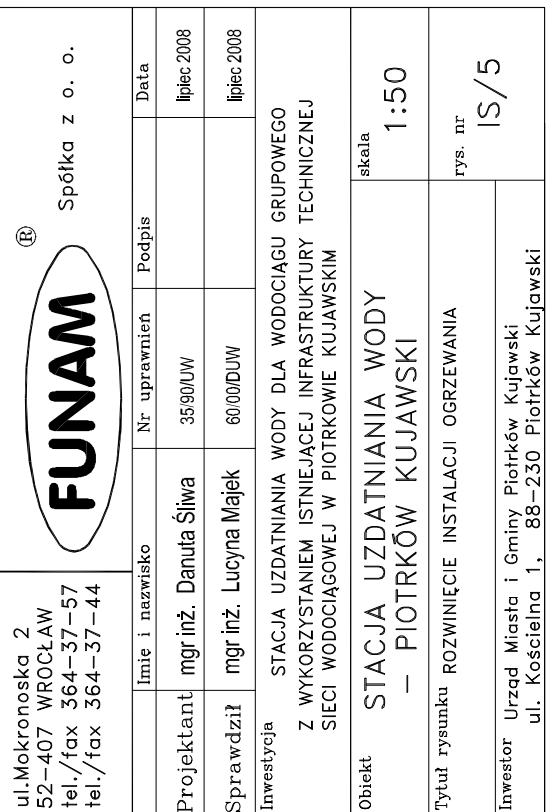 ul.Mokronoska 2
52-407 WROCŁAW
tel./fax 364-37-57
tel./fax 364-37-44
FUNAM ® Spółka z o. o.
Imię i nazwisko Nr uprawnień Podpis Data
Projektant mgr inż. Danuta Śliwa 35/90/UW lipiec 2008
Sprawdził mgr inż. Lucyna Majek 60/00/DUW lipiec 2008
Inwestycja STACJA UZDATNIANIA WODY DLA WODOCIĄGU GRUPOWEGO
Z WYKORZYSTANIEM ISTNIEJĄCEJ INFRASTRUKTURY TECHNICZNEJ
SIECI WODOCIĄGOWEJ W PIOTRKOWIE KUJAWSKIM
Obiekt STACJA UZDATNIANIA WODY
– PIOTRKÓW KUJAWSKI
skala
1:50
Tytuł rysunku ROZWINIĘCIE INSTALACJI OGRZEWANIA
rys. nr
IS/5
Inwestor Urząd Miasta i Gminy Piotrków Kujawski
ul. Kościelna 1, 88-230 Piotrków Kujawski